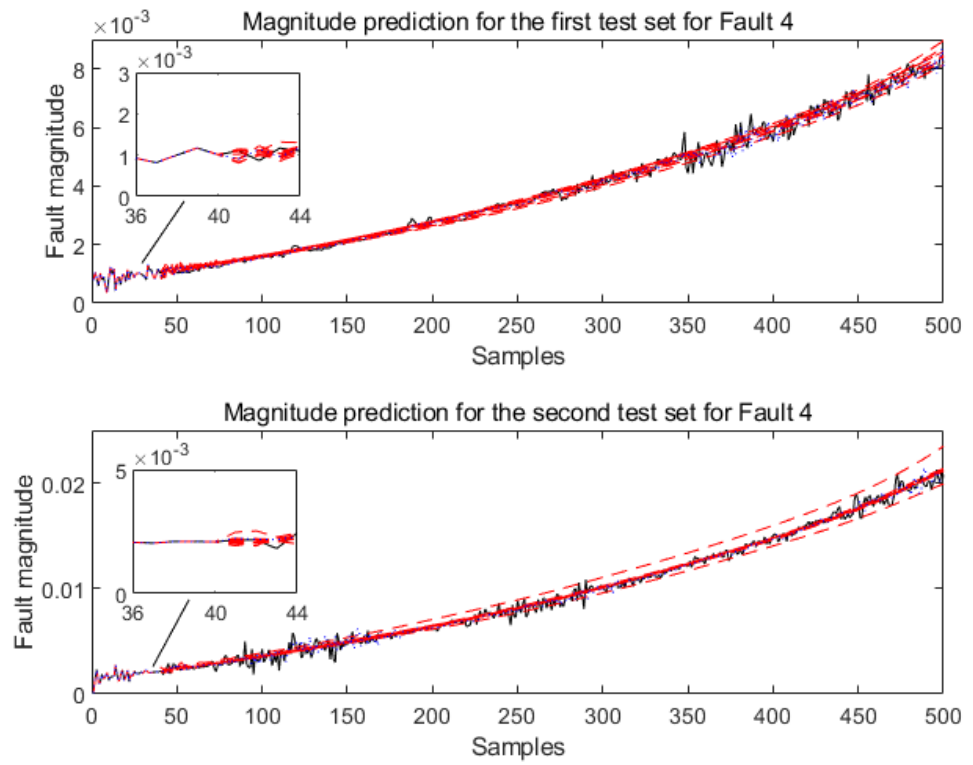 Magnitude prediction for the first test set for Fault 4
×10⁻³
8
6
4
2
0
Fault magnitude
×10⁻³
3
2
1
0
36 40 44
0 50 100 150 200 250 300 350 400 450 500
Samples
Magnitude prediction for the second test set for Fault 4
0.02
0.01
0
Fault magnitude
×10⁻³
5
0
36 40 44
0 50 100 150 200 250 300 350 400 450 500
Samples